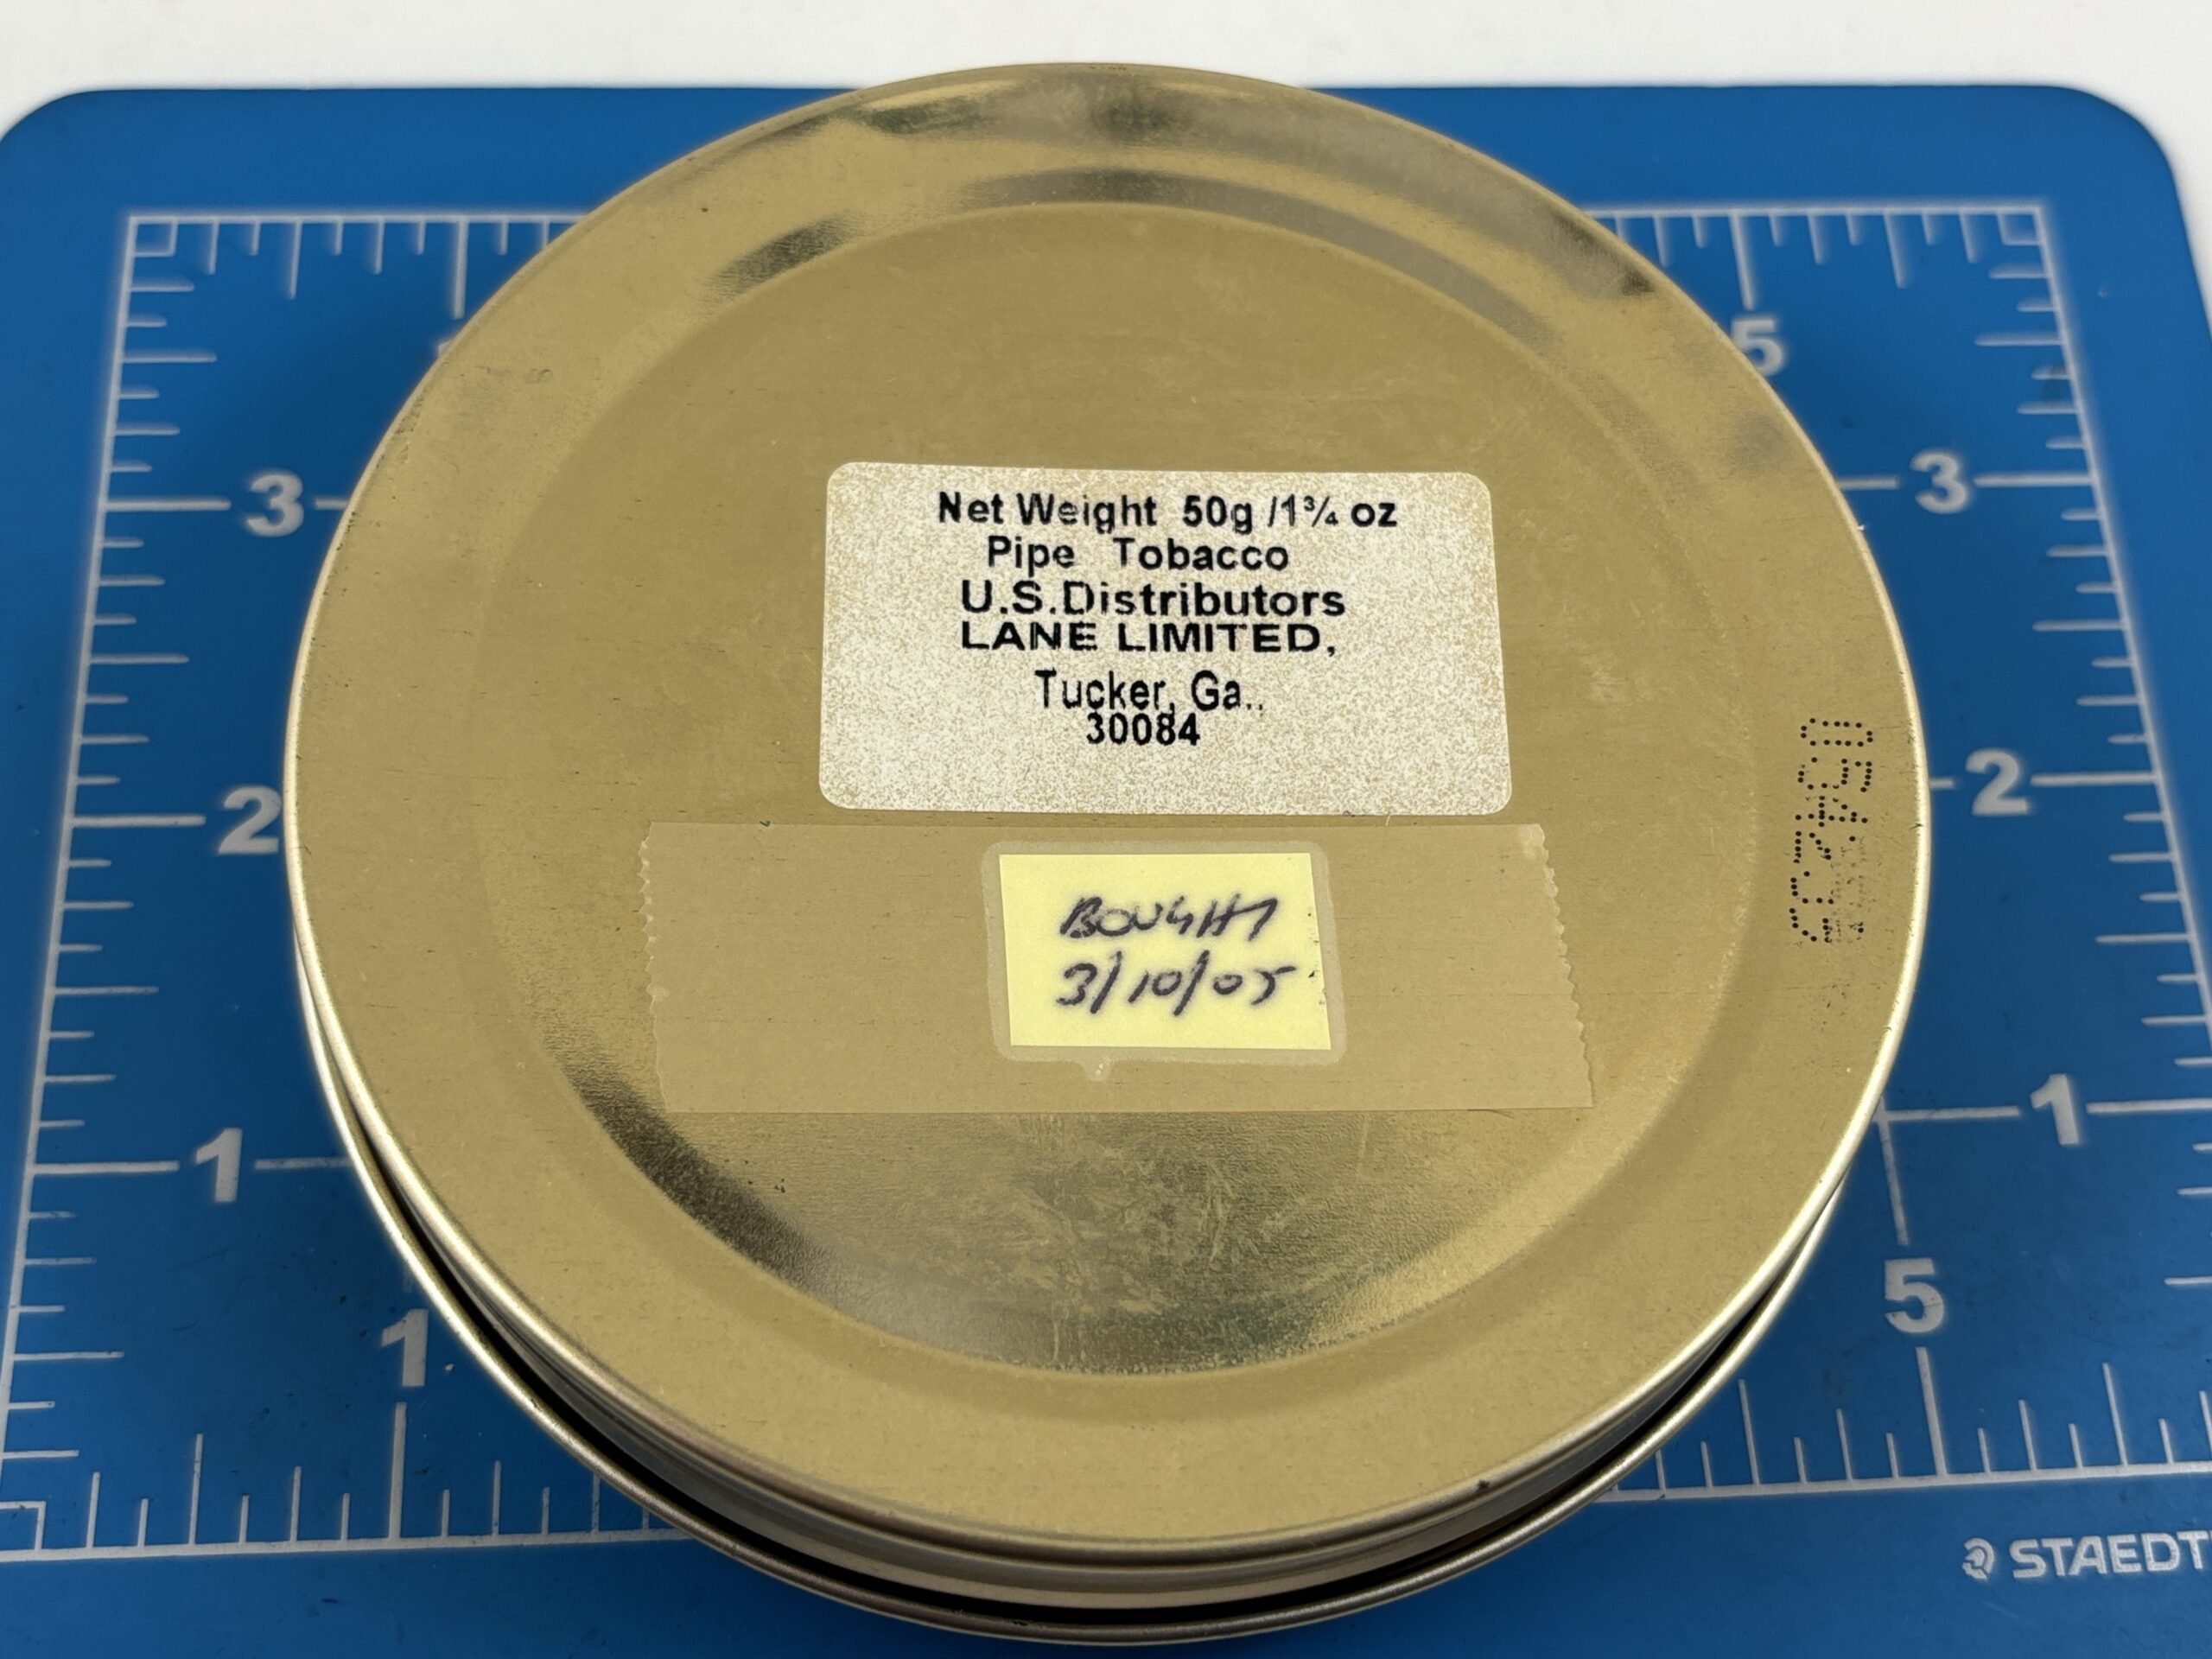 Net Weight 50g /1¾ oz
Pipe Tobacco
U.S.Distributors
LANE LIMITED,
Tucker, Ga..
30084
BOUGHT
3/10/05
5
3
3
2
2
1
1
1
5
STAEDT